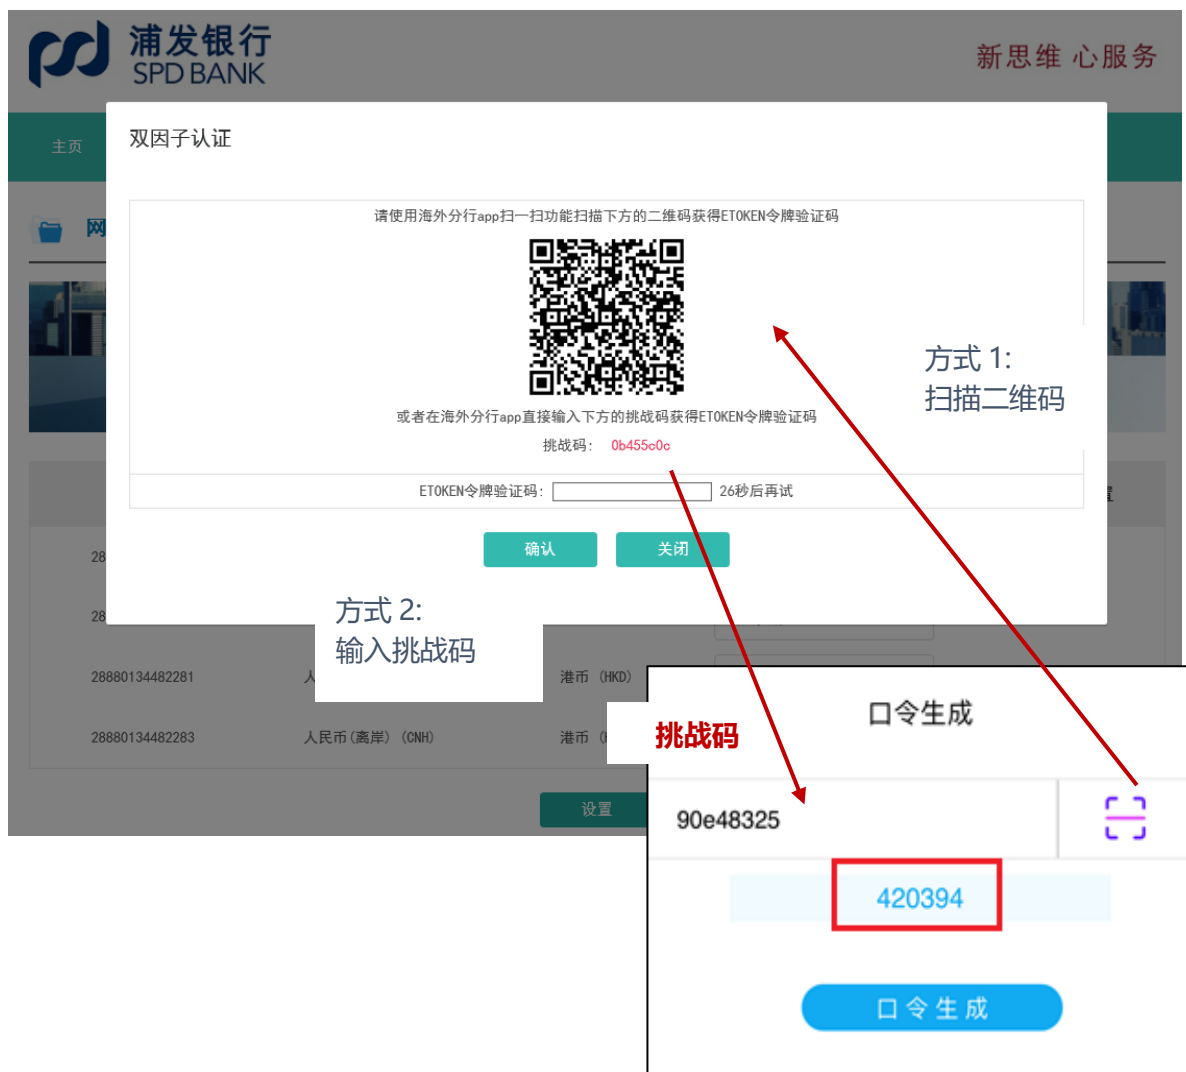 浦发银行
SPD BANK
新思维 心服务
主页
双因子认证
网
请使用海外分行app扫一扫功能扫描下方的二维码获得ETOKEN令牌验证码
方式 1:
扫描二维码
或者在海外分行app直接输入下方的挑战码获得ETOKEN令牌验证码
挑战码: 0b455c0c
ETOKEN令牌验证码: 26秒后再试
确认 关闭
28
方式 2:
输入挑战码
28
28880134482281 人 港币 (HKD)
28880134482283 人民币(离岸) (CNH) 港币
设置
挑战码
口令生成
90e48325
420394
口令生成